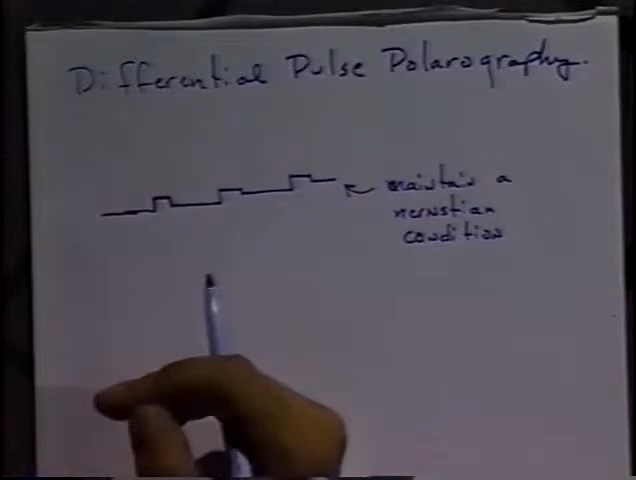 Differential Pulse Polarography.
maintain a
nernstian
condition